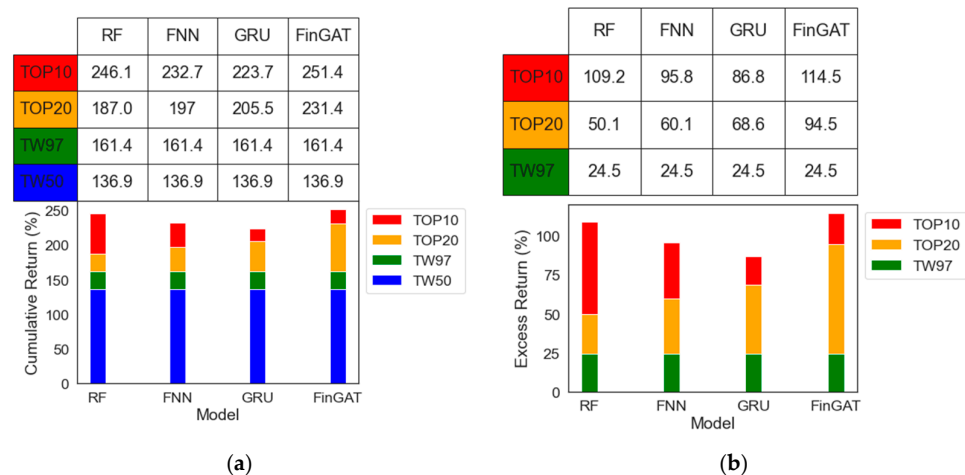 RF FNN GRU FinGAT
TOP10 246.1 232.7 223.7 251.4
TOP20 187.0 197 205.5 231.4
TW97 161.4 161.4 161.4 161.4
TW50 136.9 136.9 136.9 136.9
250
200
150
100
50
0
Cumulative Return (%)
RF FNN GRU FinGAT
Model
TOP10
TOP20
TW97
TW50
(a)
RF FNN GRU FinGAT
TOP10 109.2 95.8 86.8 114.5
TOP20 50.1 60.1 68.6 94.5
TW97 24.5 24.5 24.5 24.5
100
75
50
25
0
Excess Return (%)
RF FNN GRU FinGAT
Model
TOP10
TOP20
TW97
(b)